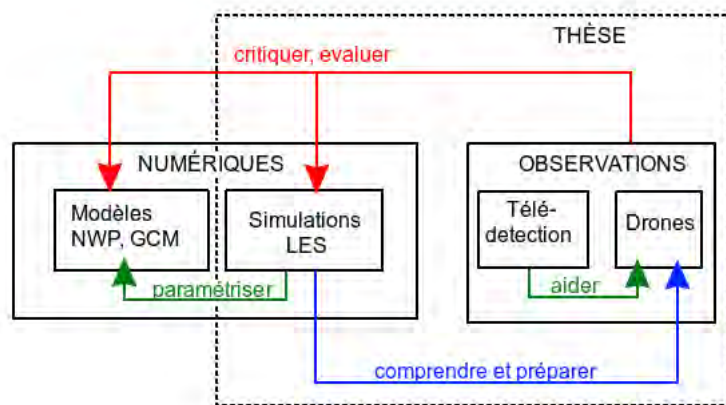 THÈSE
critiquer, evaluer
NUMÉRIQUES
OBSERVATIONS
Modèles
NWP, GCM
Simulations
LES
Télé-
detection
Drones
paramétriser
aider
comprendre et préparer